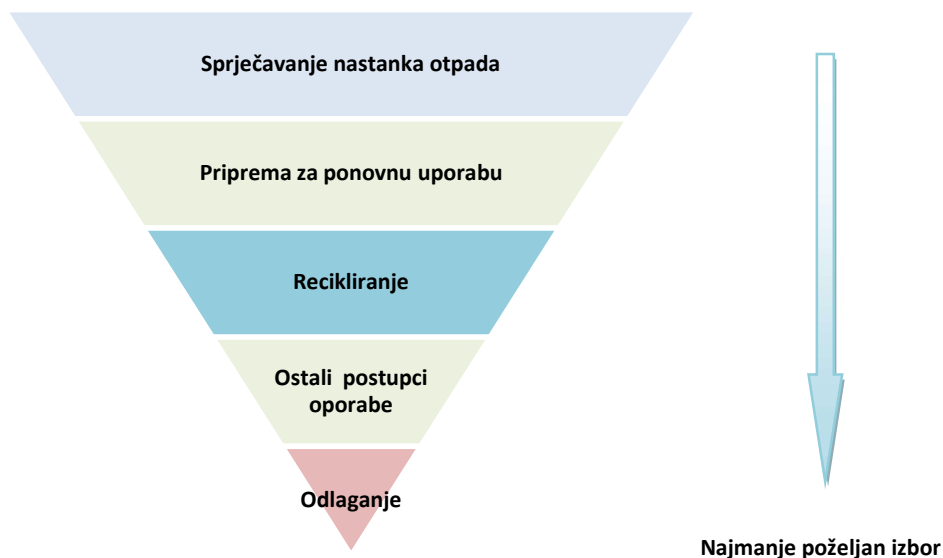 Sprječavanje nastanka otpada
Priprema za ponovnu uporabu
Recikliranje
Ostali postupci
oporabe
Odlaganje
Najmanje poželjan izbor